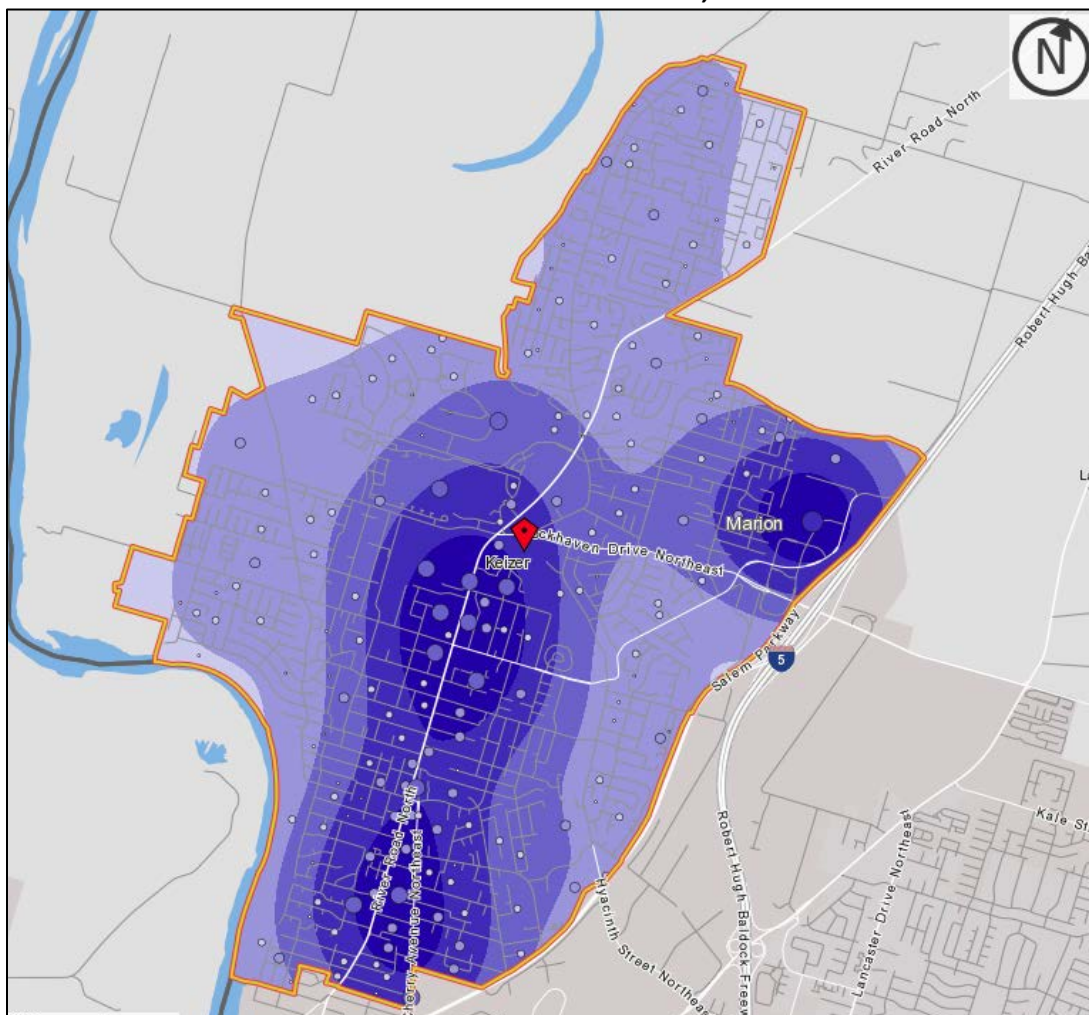 N
River Road North
Robert Hugh Ba
La
Marion
ckhaven Drive Northeast
Keizer
Salem Parkway
5
River Road North
Cherry Avenue Northeast
Kale St
Hyacinth Street Northeas
Robert Hugh Baldock Freew
Lancaster Drive Northeast